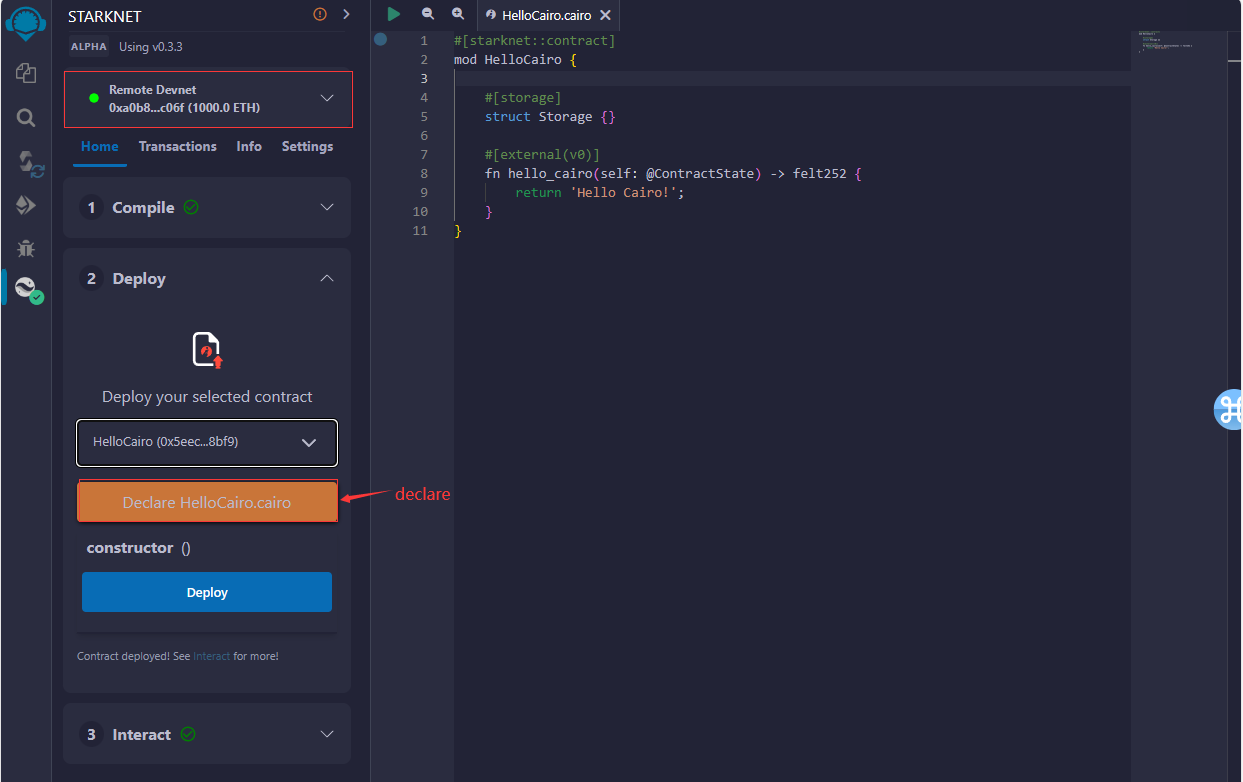 STARKNET
ALPHA Using v0.3.3
Remote Devnet
0xa0b8...c06f (1000.0 ETH)
Home Transactions Info Settings
1 Compile
2 Deploy
Deploy your selected contract
HelloCairo (0x5eec...8bf9)
Declare HelloCairo.cairo
declare
constructor ()
Deploy
Contract deployed! See Interact for more!
3 Interact
HelloCairo.cairo
1 #[starknet::contract]
2 mod HelloCairo {
3
4 #[storage]
5 struct Storage {}
6
7 #[external(v0)]
8 fn hello_cairo(self: @ContractState) -> felt252 {
9 return 'Hello Cairo!';
10 }
11 }